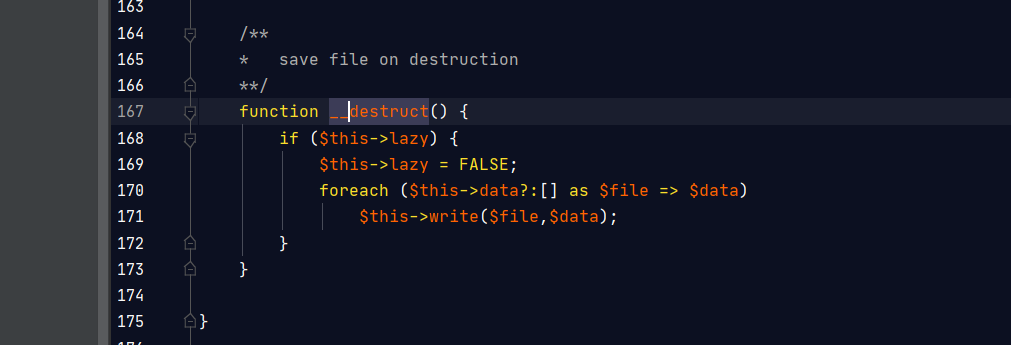 163
164 /**
165 * save file on destruction
166 **/
167 function __destruct() {
168 if ($this->lazy) {
169 $this->lazy = FALSE;
170 foreach ($this->data?:[] as $file => $data)
171 $this->write($file,$data);
172 }
173 }
174
175 }
176